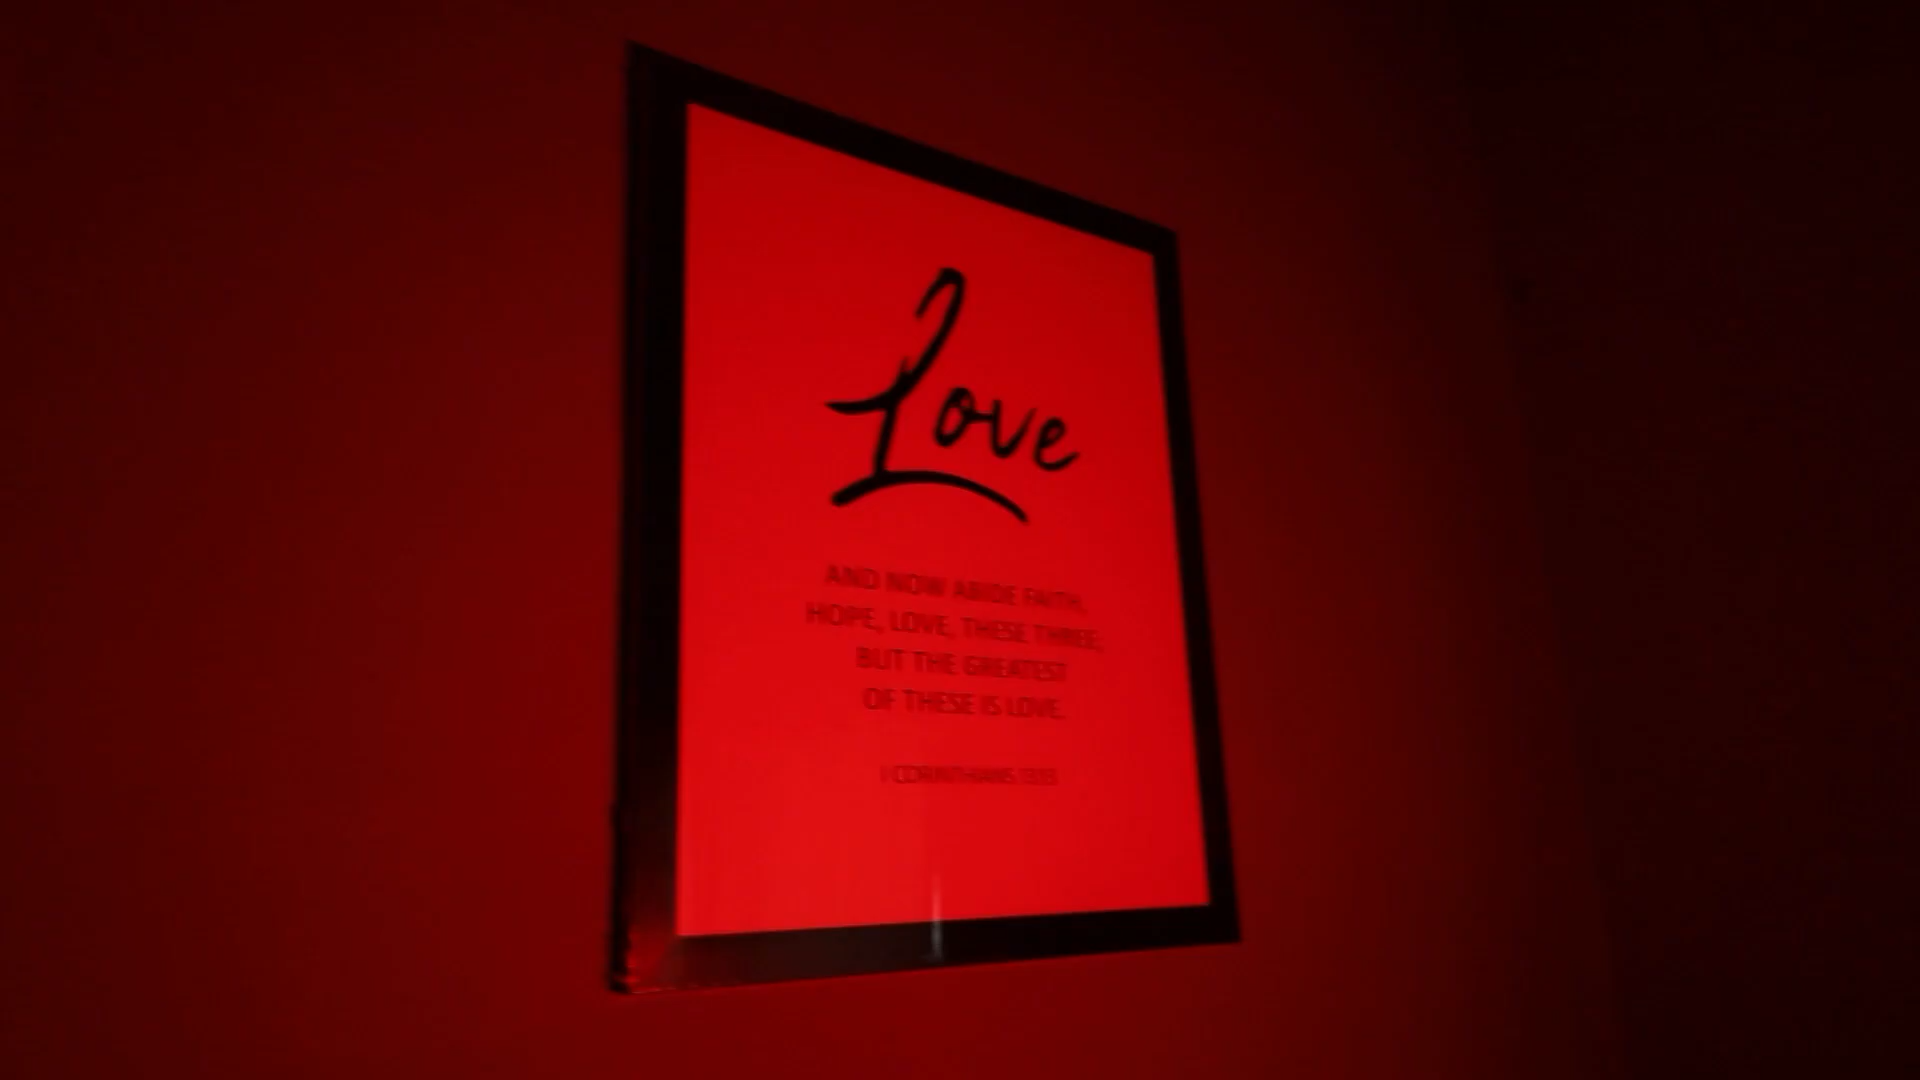 Love
AND NOW ABIDE FAITH,
HOPE, LOVE, THESE THREE;
BUT THE GREATEST
OF THESE IS LOVE.
1 CORINTHIANS 13:13